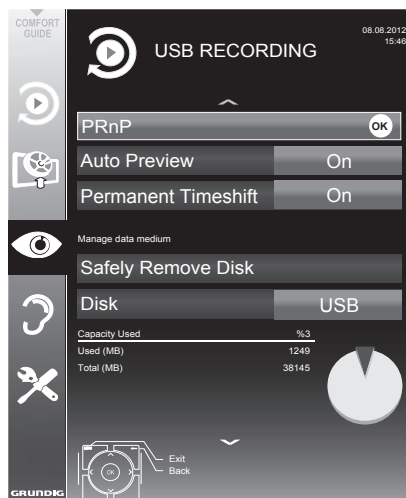 COMFORT
GUIDE
USB RECORDING
08.08.2012
15:46
PRnP
OK
Auto Preview On
Permanent Timeshift On
Manage data medium
Safely Remove Disk
Disk USB
Capacity Used %3
Used (MB) 1249
Total (MB) 38145
Exit
Back
OK
GRUNDIG